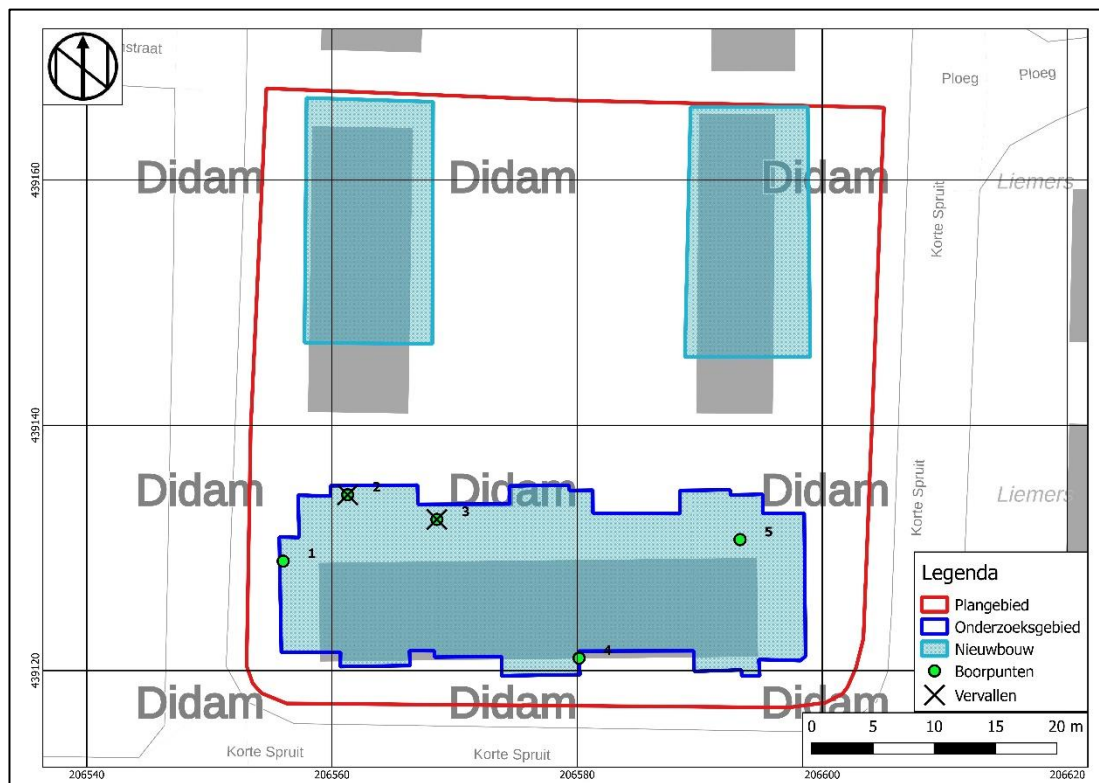 nstraat
Ploeg
Ploeg
Didam
Didam
Didam
Liemers
439160
Korte Spruit
439140
Didam
Didam
Didam
Liemers
2
3
5
1
4
Korte Spruit
Legenda
Plangebied
Onderzoeksgebied
Nieuwbouw
Boorpunten
Vervallen
439120
Didam
Didam
Didam
0 5 10 15 20 m
Korte Spruit
Korte Spruit
206540 206560 206580 206600 206620